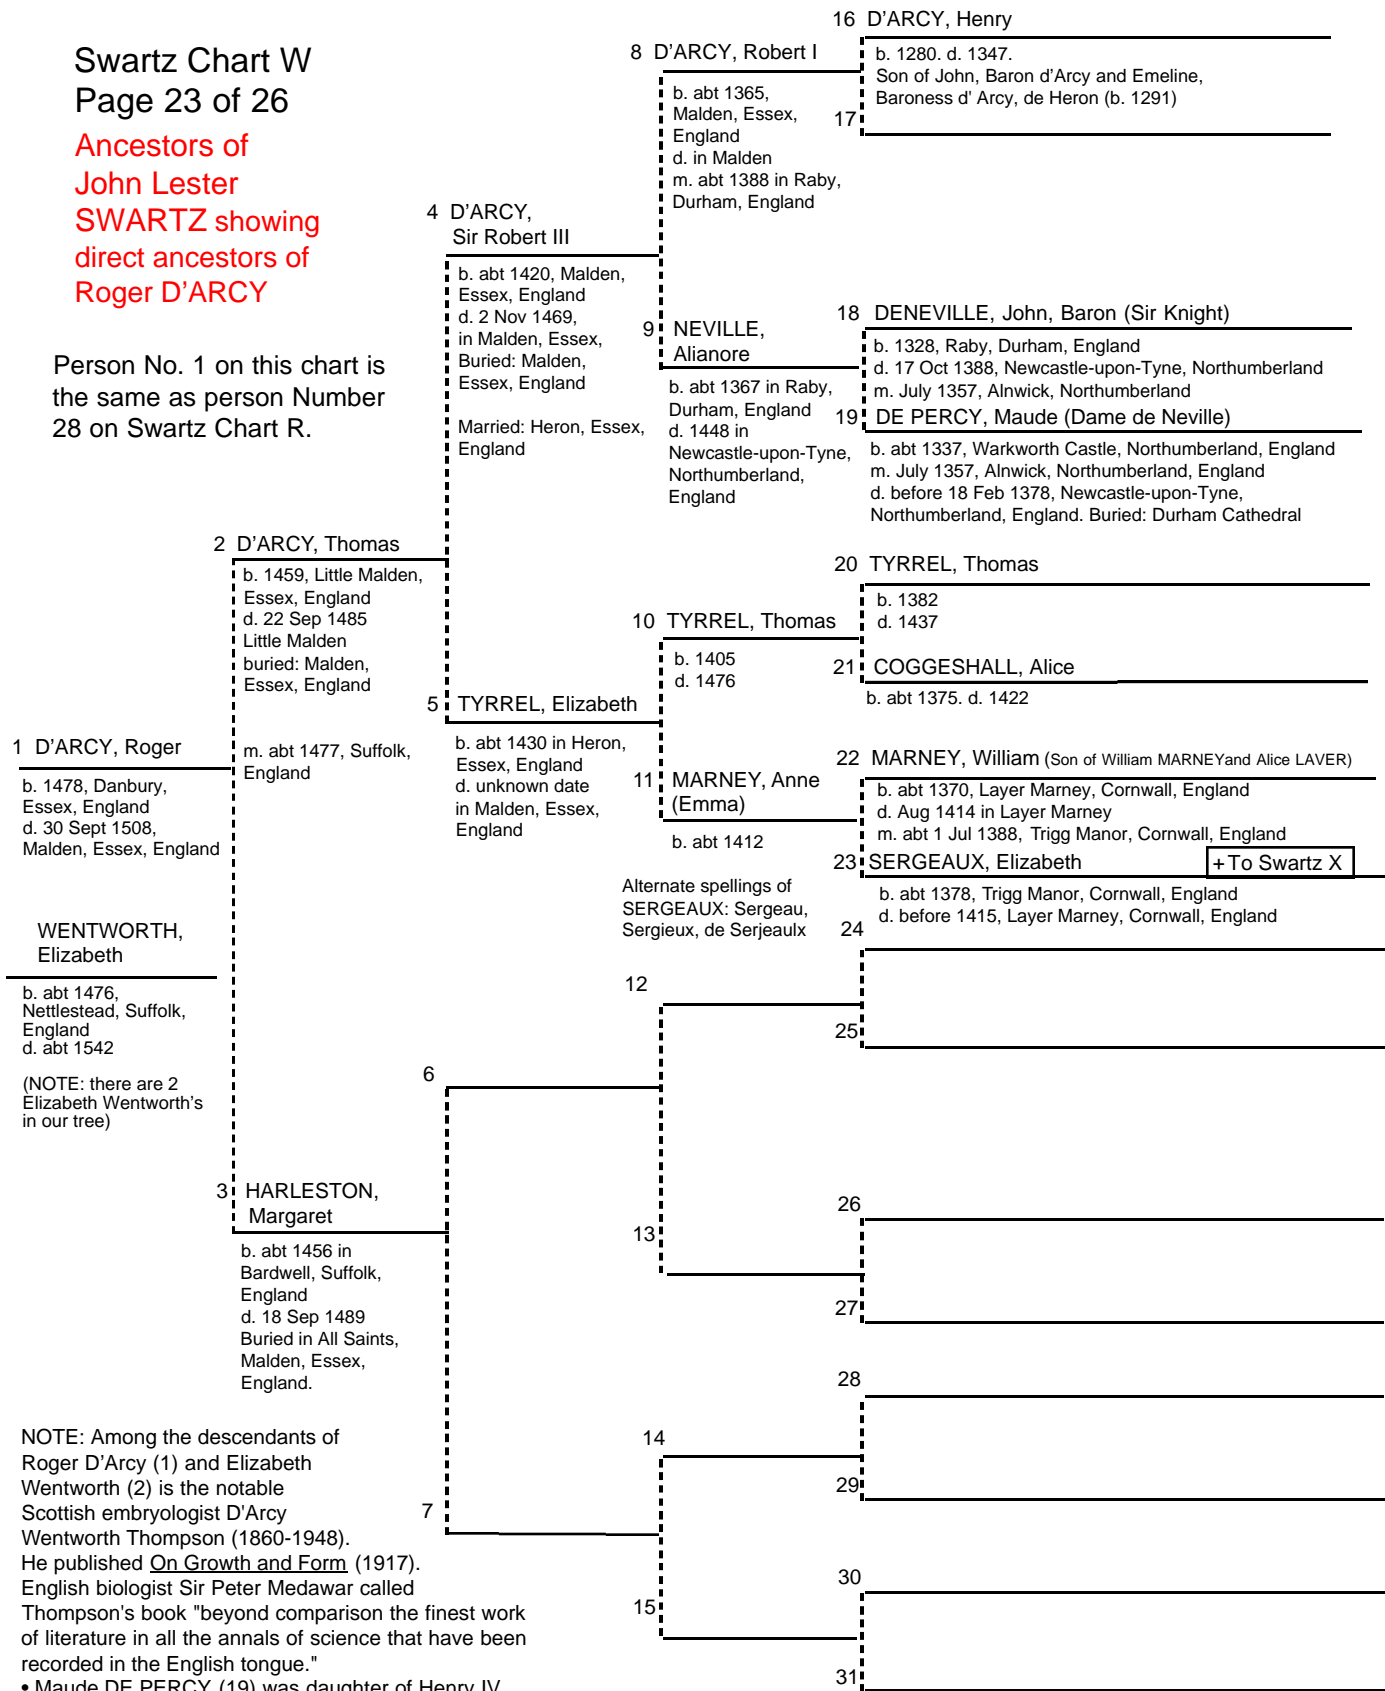 Swartz Chart W
Page 23 of 26
Ancestors of
John Lester
SWARTZ showing
direct ancestors of
Roger D’ARCY
Person No. 1 on this chart is
the same as person Number
28 on Swartz Chart R.
1 D’ARCY, Roger
b. 1478, Danbury,
Essex, England
d. 30 Sept 1508,
Malden, Essex, England
WENTWORTH,
Elizabeth
b. abt 1476,
Nettlestead, Suffolk,
England
d. abt 1542
(NOTE: there are 2
Elizabeth Wentworth’s
in our tree)
2 D’ARCY, Thomas
b. 1459, Little Malden,
Essex, England
d. 22 Sep 1485
Little Malden
buried: Malden,
Essex, England
m. abt 1477, Suffolk,
England
3 HARLESTON,
Margaret
b. abt 1456 in
Bardwell, Suffolk,
England
d. 18 Sep 1489
Buried in All Saints,
Malden, Essex,
England.
4 D’ARCY,
Sir Robert III
b. abt 1420, Malden,
Essex, England
d. 2 Nov 1469,
in Malden, Essex,
Buried: Malden,
Essex, England
Married: Heron, Essex,
England
5 TYRREL, Elizabeth
b. abt 1430 in Heron,
Essex, England
d. unknown date
in Malden, Essex,
England
6
7
8 D’ARCY, Robert I
b. abt 1365,
Malden, Essex,
England
d. in Malden
m. abt 1388 in Raby,
Durham, England
9 NEVILLE,
Alianore
b. abt 1367 in Raby,
Durham, England
d. 1448 in
Newcastle-upon-Tyne,
Northumberland,
England
10 TYRREL, Thomas
b. 1405
d. 1476
11 MARNEY, Anne
(Emma)
b. abt 1412
Alternate spellings of
SERGEAUX: Sergeau,
Sergieux, de Serjeaulx
12
13
14
15
16 D’ARCY, Henry
b. 1280. d. 1347.
Son of John, Baron d’Arcy and Emeline,
Baroness d' Arcy, de Heron (b. 1291)
17
18 DENEVILLE, John, Baron (Sir Knight)
b. 1328, Raby, Durham, England
d. 17 Oct 1388, Newcastle-upon-Tyne, Northumberland
m. July 1357, Alnwick, Northumberland
19 DE PERCY, Maude (Dame de Neville)
b. abt 1337, Warkworth Castle, Northumberland, England
m. July 1357, Alnwick, Northumberland, England
d. before 18 Feb 1378, Newcastle-upon-Tyne,
Northumberland, England. Buried: Durham Cathedral
20 TYRREL, Thomas
b. 1382
d. 1437
21 COGGESHALL, Alice
b. abt 1375. d. 1422
22 MARNEY, William (Son of William MARNEYand Alice LAVER)
b. abt 1370, Layer Marney, Cornwall, England
d. Aug 1414 in Layer Marney
m. abt 1 Jul 1388, Trigg Manor, Cornwall, England
23 SERGEAUX, Elizabeth
+To Swartz X
b. abt 1378, Trigg Manor, Cornwall, England
d. before 1415, Layer Marney, Cornwall, England
24
25
26
27
28
29
30
31
NOTE: Among the descendants of
Roger D’Arcy (1) and Elizabeth
Wentworth (2) is the notable
Scottish embryologist D'Arcy
Wentworth Thompson (1860-1948).
He published On Growth and Form (1917).
English biologist Sir Peter Medawar called
Thompson's book "beyond comparison the finest work
of literature in all the annals of science that have been
recorded in the English tongue."
• Maude DE PERCY (19) was daughter of Henry IV